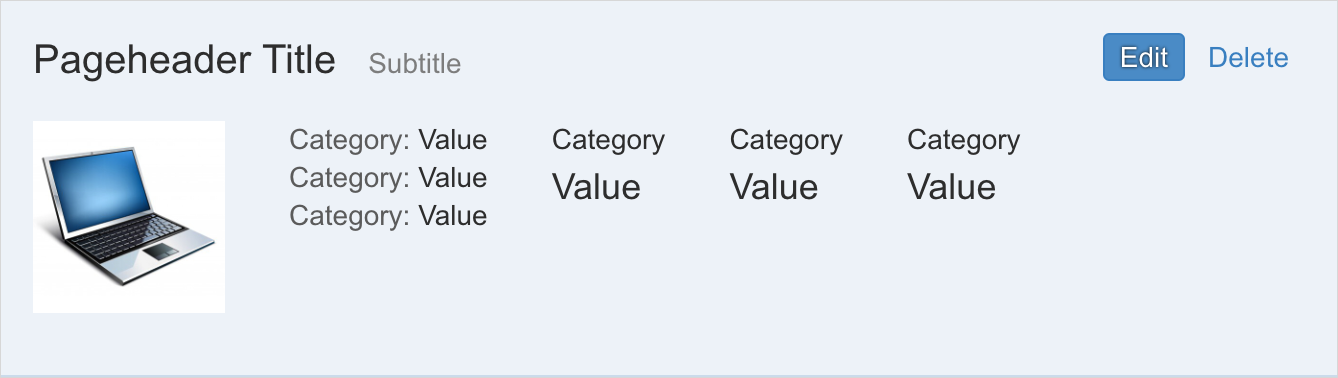 Pageheader Title Subtitle Edit Delete
Category: Value
Category: Value
Category: Value
Category
Value
Category
Value
Category
Value